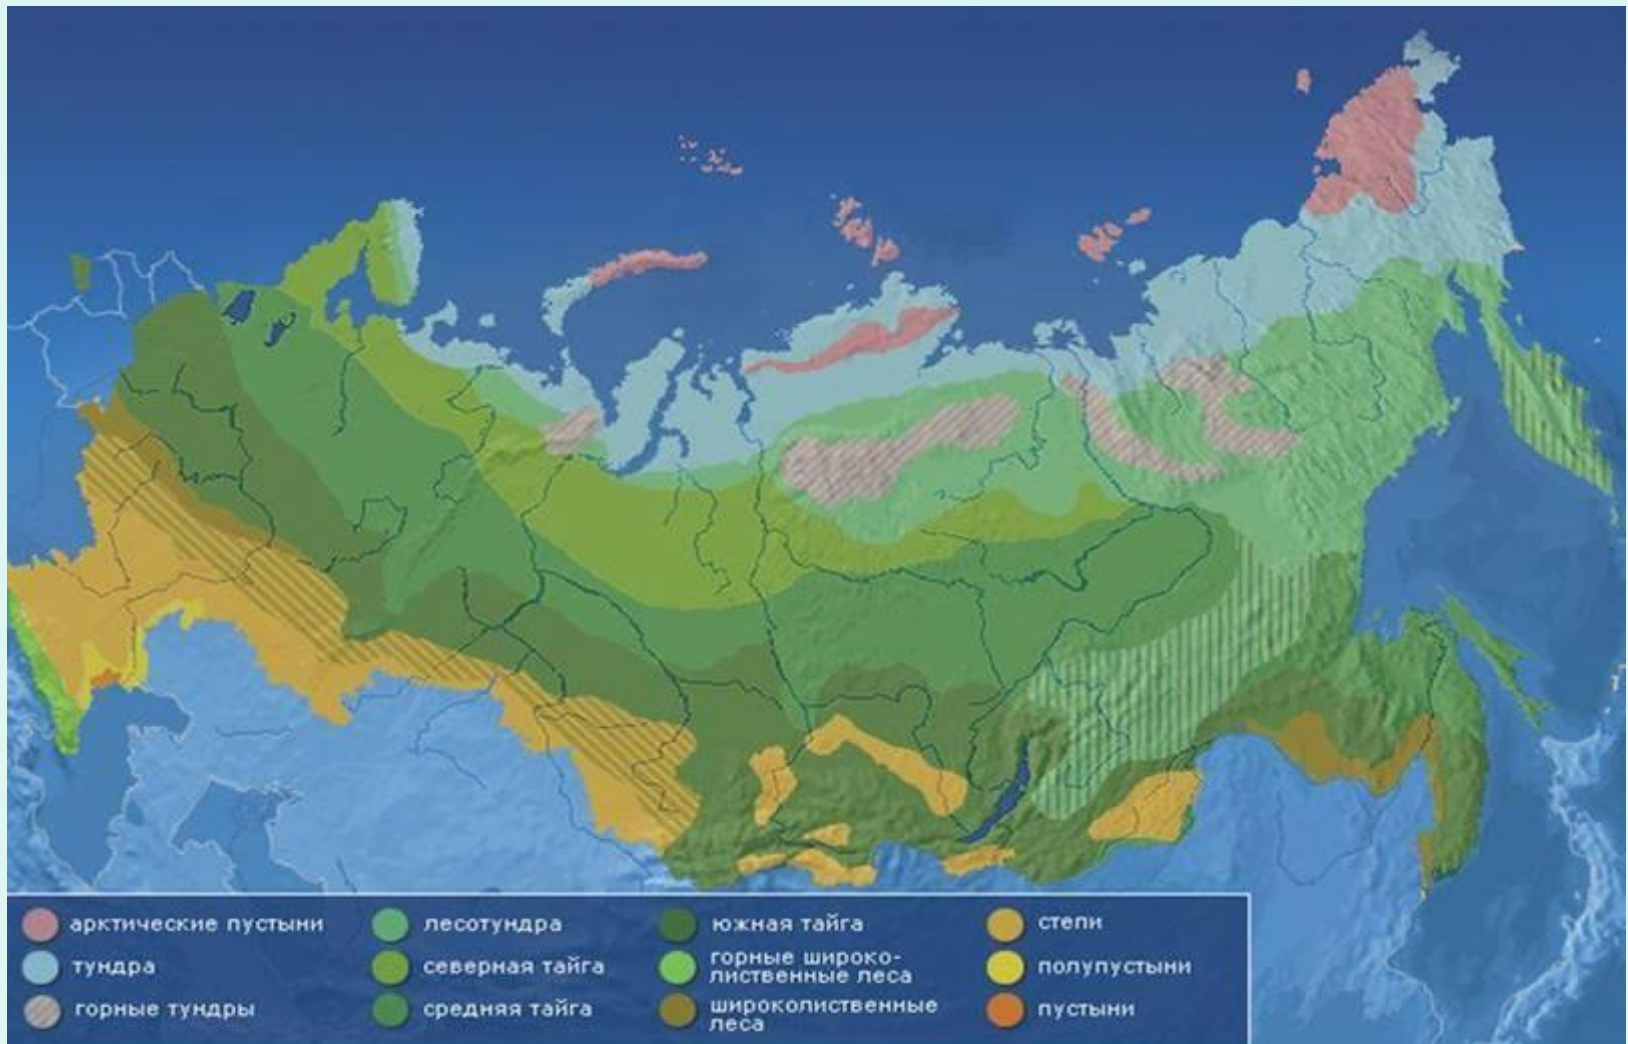 арктические пустыни
тундра
горные тундры
лесотундра
северная тайга
средняя тайга
южная тайга
горные широко-
лиственные леса
широколиственные
леса
степи
полупустыни
пустыни